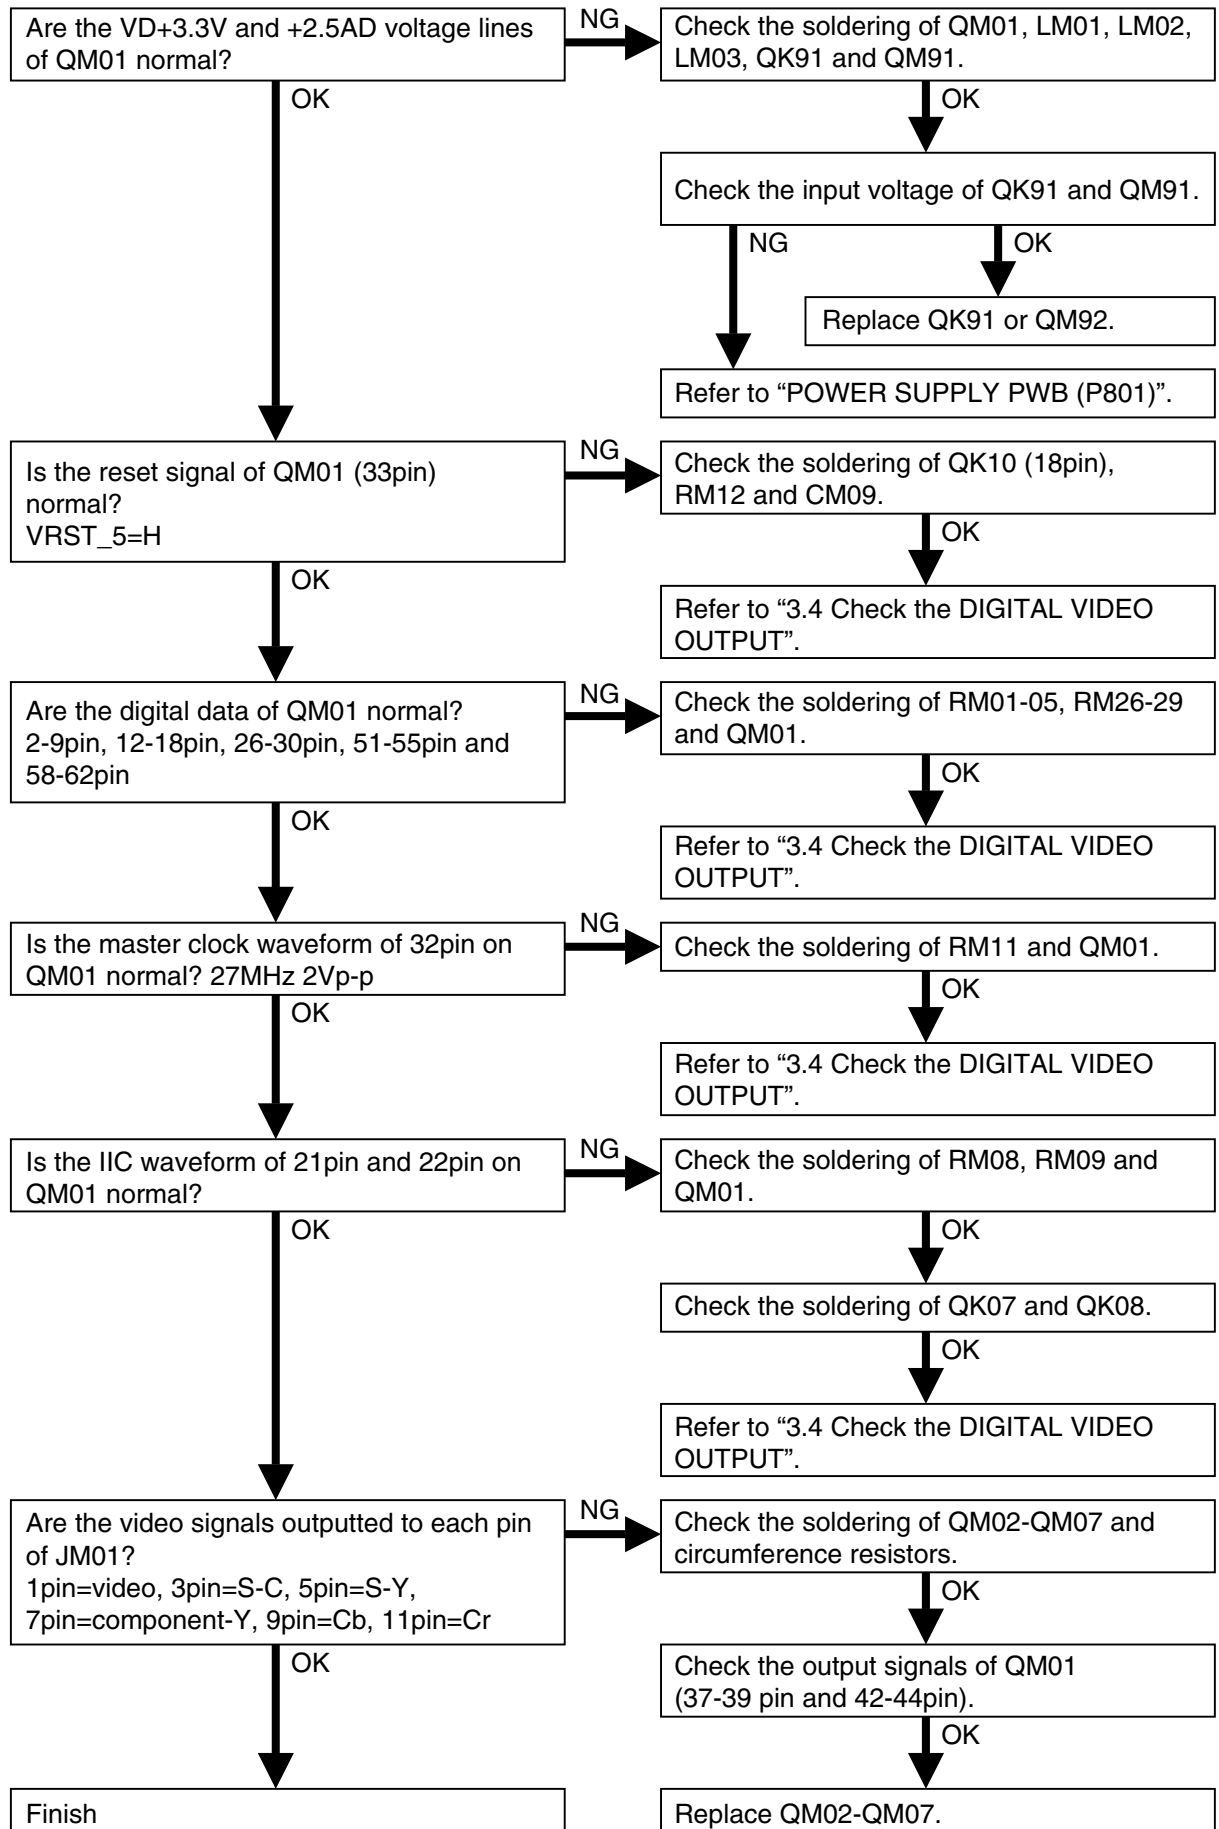 Are the VD+3.3V and +2.5AD voltage lines
of QM01 normal?
NG
Check the soldering of QM01, LM01, LM02,
LM03, QK91 and QM91.
OK
OK
Check the input voltage of QK91 and QM91.
NG
OK
Replace QK91 or QM92.
Refer to “POWER SUPPLY PWB (P801)”.
Is the reset signal of QM01 (33pin)
normal?
VRST_5=H
NG
Check the soldering of QK10 (18pin),
RM12 and CM09.
OK
OK
Refer to “3.4 Check the DIGITAL VIDEO
OUTPUT”.
Are the digital data of QM01 normal?
2-9pin, 12-18pin, 26-30pin, 51-55pin and
58-62pin
NG
Check the soldering of RM01-05, RM26-29
and QM01.
OK
OK
Refer to “3.4 Check the DIGITAL VIDEO
OUTPUT”.
Is the master clock waveform of 32pin on
QM01 normal? 27MHz 2Vp-p
NG
Check the soldering of RM11 and QM01.
OK
OK
Refer to “3.4 Check the DIGITAL VIDEO
OUTPUT”.
Is the IIC waveform of 21pin and 22pin on
QM01 normal?
NG
Check the soldering of RM08, RM09 and
QM01.
OK
OK
Check the soldering of QK07 and QK08.
OK
Refer to “3.4 Check the DIGITAL VIDEO
OUTPUT”.
Are the video signals outputted to each pin
of JM01?
1pin=video, 3pin=S-C, 5pin=S-Y,
7pin=component-Y, 9pin=Cb, 11pin=Cr
NG
Check the soldering of QM02-QM07 and
circumference resistors.
OK
OK
Check the output signals of QM01
(37-39 pin and 42-44pin).
OK
Finish
Replace QM02-QM07.